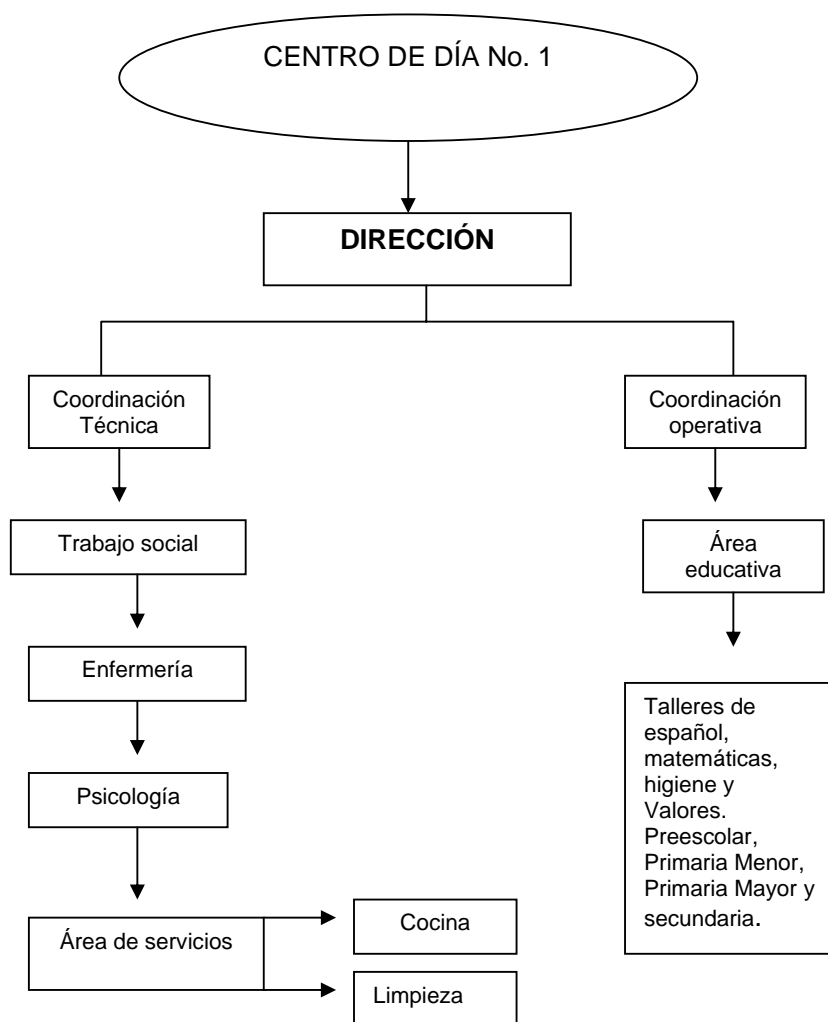 CENTRO DE DÍA No. 1
DIRECCIÓN
Coordinación
Técnica
Coordinación
operativa
Trabajo social
Área
educativa
Enfermería
Talleres de
español,
matemáticas,
higiene y
Valores.
Preescolar,
Primaria Menor,
Primaria Mayor y
secundaria.
Psicología
Área de servicios
Cocina
Limpieza